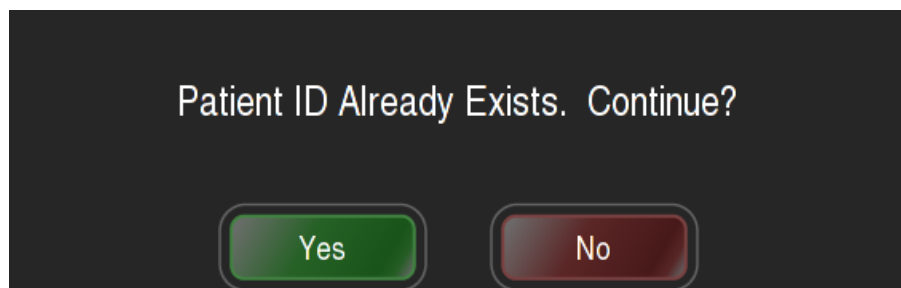 Patient ID Already Exists.  Continue?
Yes
No